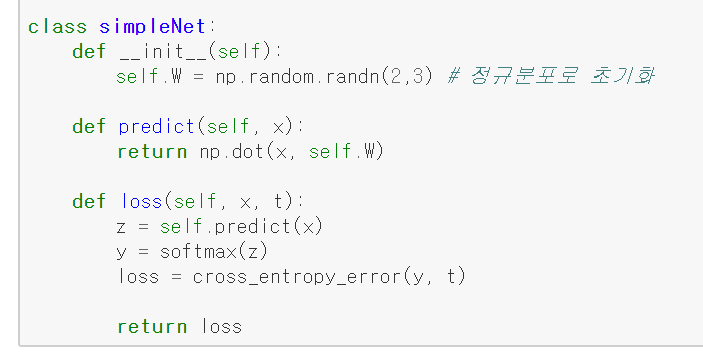 class simpleNet:
    def __init__(self):
        self.W = np.random.randn(2,3) # 정규분포로 초기화
    def predict(self, x):
        return np.dot(x, self.W)
    def loss(self, x, t):
        z = self.predict(x)
        y = softmax(z)
        loss = cross_entropy_error(y, t)
        return loss